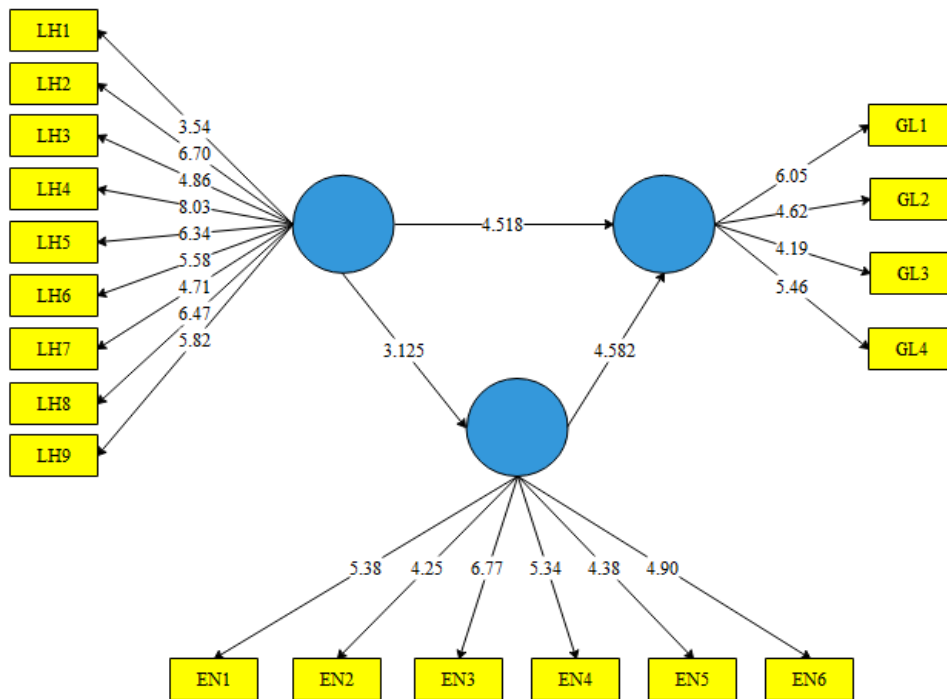 LH1
LH2
LH3
LH4
LH5
LH6
LH7
LH8
LH9
3.54
6.70
4.86
8.03
6.34
5.58
4.71
6.47
5.82
4.518
3.125
4.582
6.05
4.62
4.19
5.46
GL1
GL2
GL3
GL4
5.38 4.25 6.77 5.34 4.38 4.90
EN1 EN2 EN3 EN4 EN5 EN6